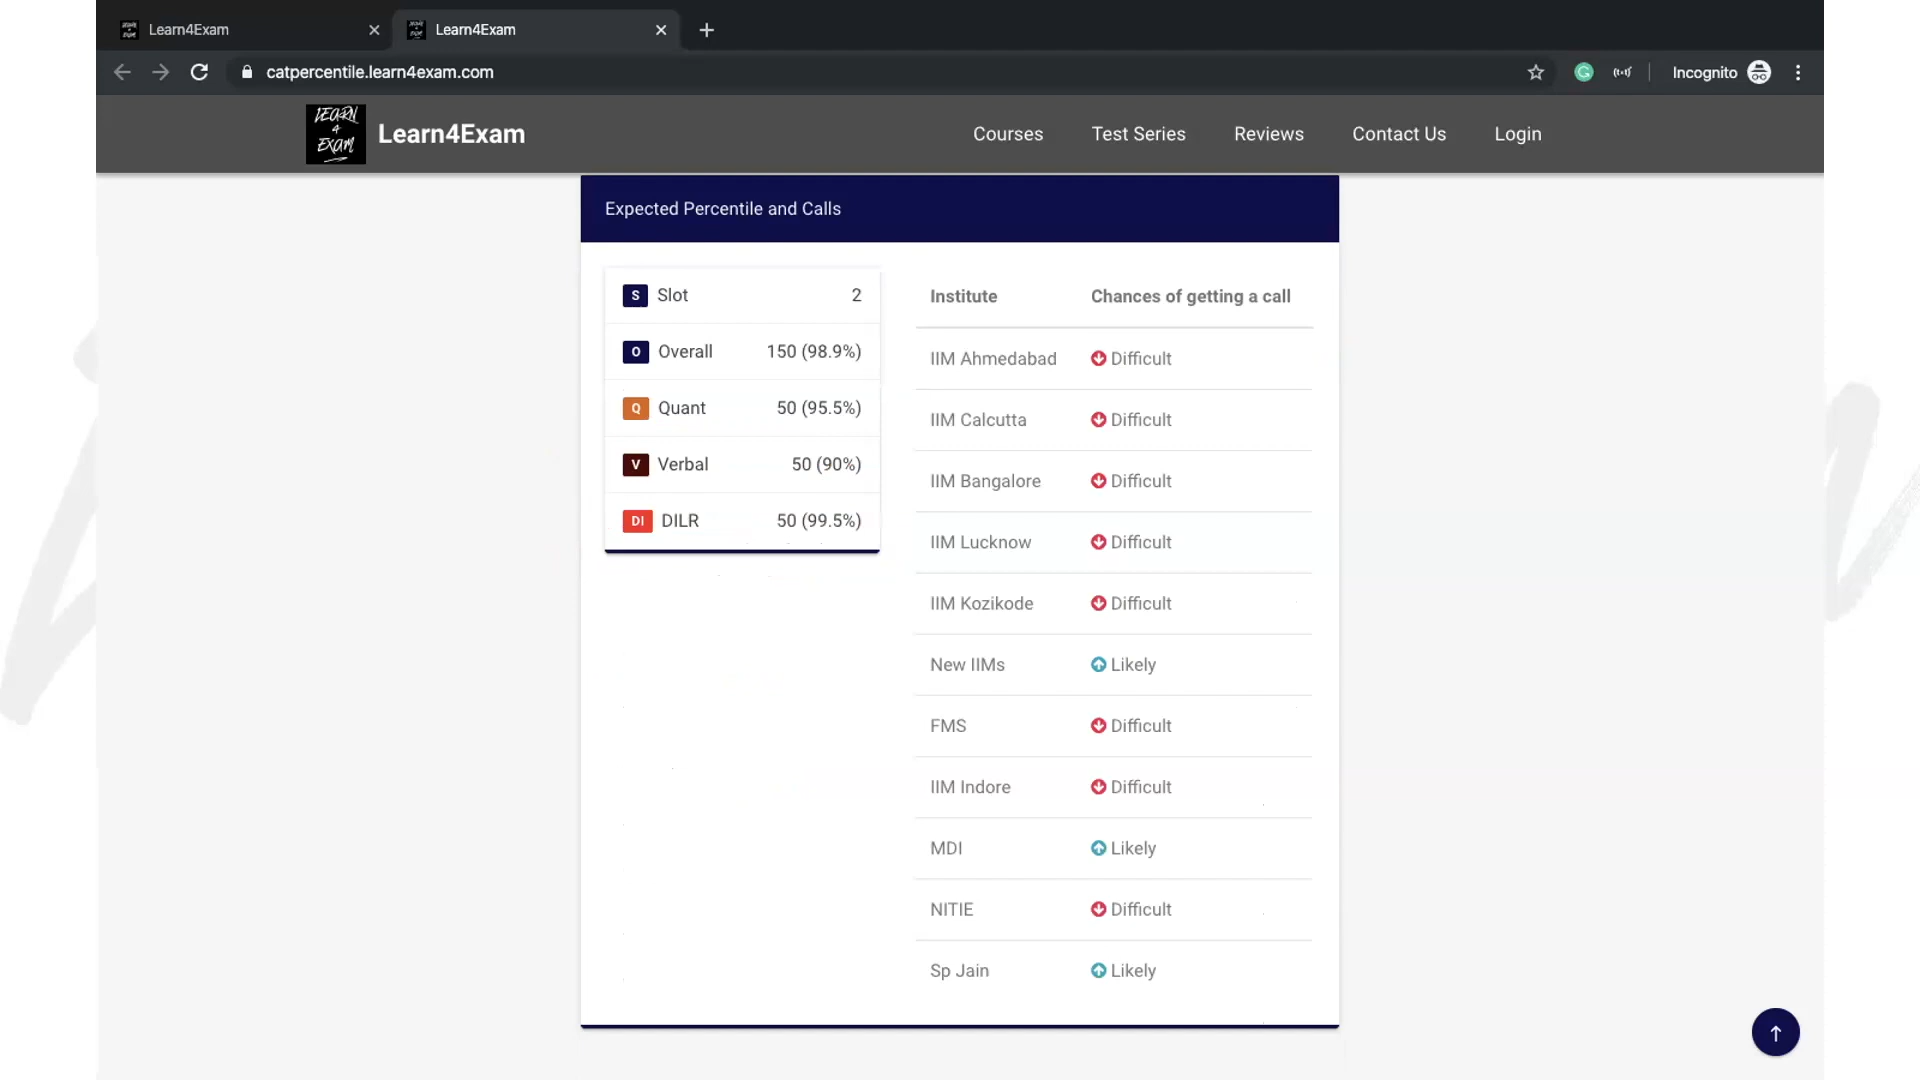 Learn4Exam
Learn4Exam
catpercentile.learn4exam.com
Incognito
LEARN
4
EXAM
Learn4Exam
Courses
Test Series
Reviews
Contact Us
Login
Expected Percentile and Calls
S Slot 2
O Overall 150 (98.9%)
Q Quant 50 (95.5%)
V Verbal 50 (90%)
DI DILR 50 (99.5%)
Institute Chances of getting a call
IIM Ahmedabad Difficult
IIM Calcutta Difficult
IIM Bangalore Difficult
IIM Lucknow Difficult
IIM Kozikode Difficult
New IIMs Likely
FMS Difficult
IIM Indore Difficult
MDI Likely
NITIE Difficult
Sp Jain Likely